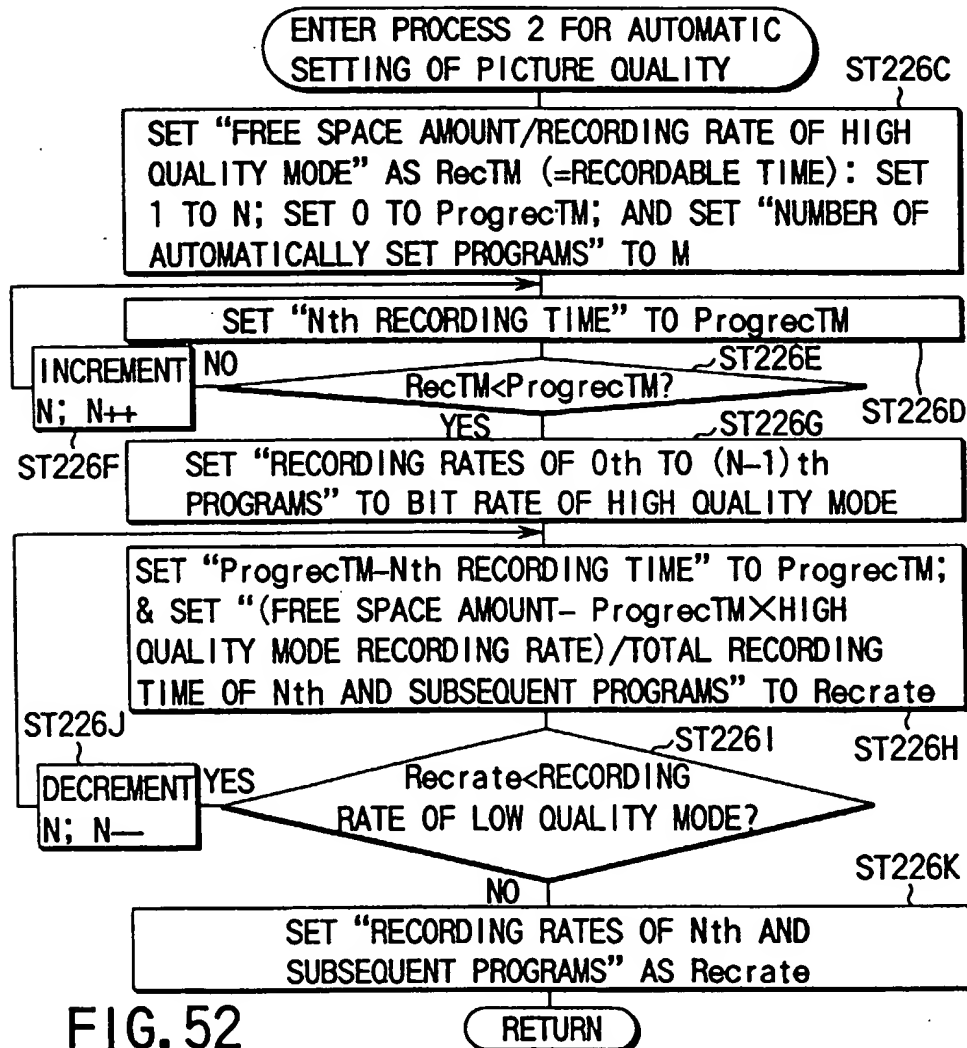 ENTER PROCESS 2 FOR AUTOMATIC
SETTING OF PICTURE QUALITY
ST226C
SET “FREE SPACE AMOUNT/RECORDING RATE OF HIGH
QUALITY MODE” AS RecTM (=RECORDABLE TIME): SET
1 TO N; SET 0 TO ProgrecTM; AND SET “NUMBER OF
AUTOMATICALLY SET PROGRAMS” TO M
SET “Nth RECORDING TIME” TO ProgrecTM
ST226D
ST226E
RecTM<ProgrecTM?
NO
INCREMENT
N; N++
ST226F
YES
ST226G
SET “RECORDING RATES OF 0th TO (N-1)th
PROGRAMS” TO BIT RATE OF HIGH QUALITY MODE
SET “ProgrecTM-Nth RECORDING TIME” TO ProgrecTM;
& SET “(FREE SPACE AMOUNT- ProgrecTM×HIGH
QUALITY MODE RECORDING RATE)/TOTAL RECORDING
TIME OF Nth AND SUBSEQUENT PROGRAMS” TO Recrate
ST226H
ST226I
Recrate<RECORDING
RATE OF LOW QUALITY MODE?
YES
ST226J
DECREMENT
N; N—
NO
ST226K
SET “RECORDING RATES OF Nth AND
SUBSEQUENT PROGRAMS” AS Recrate
RETURN
FIG. 52